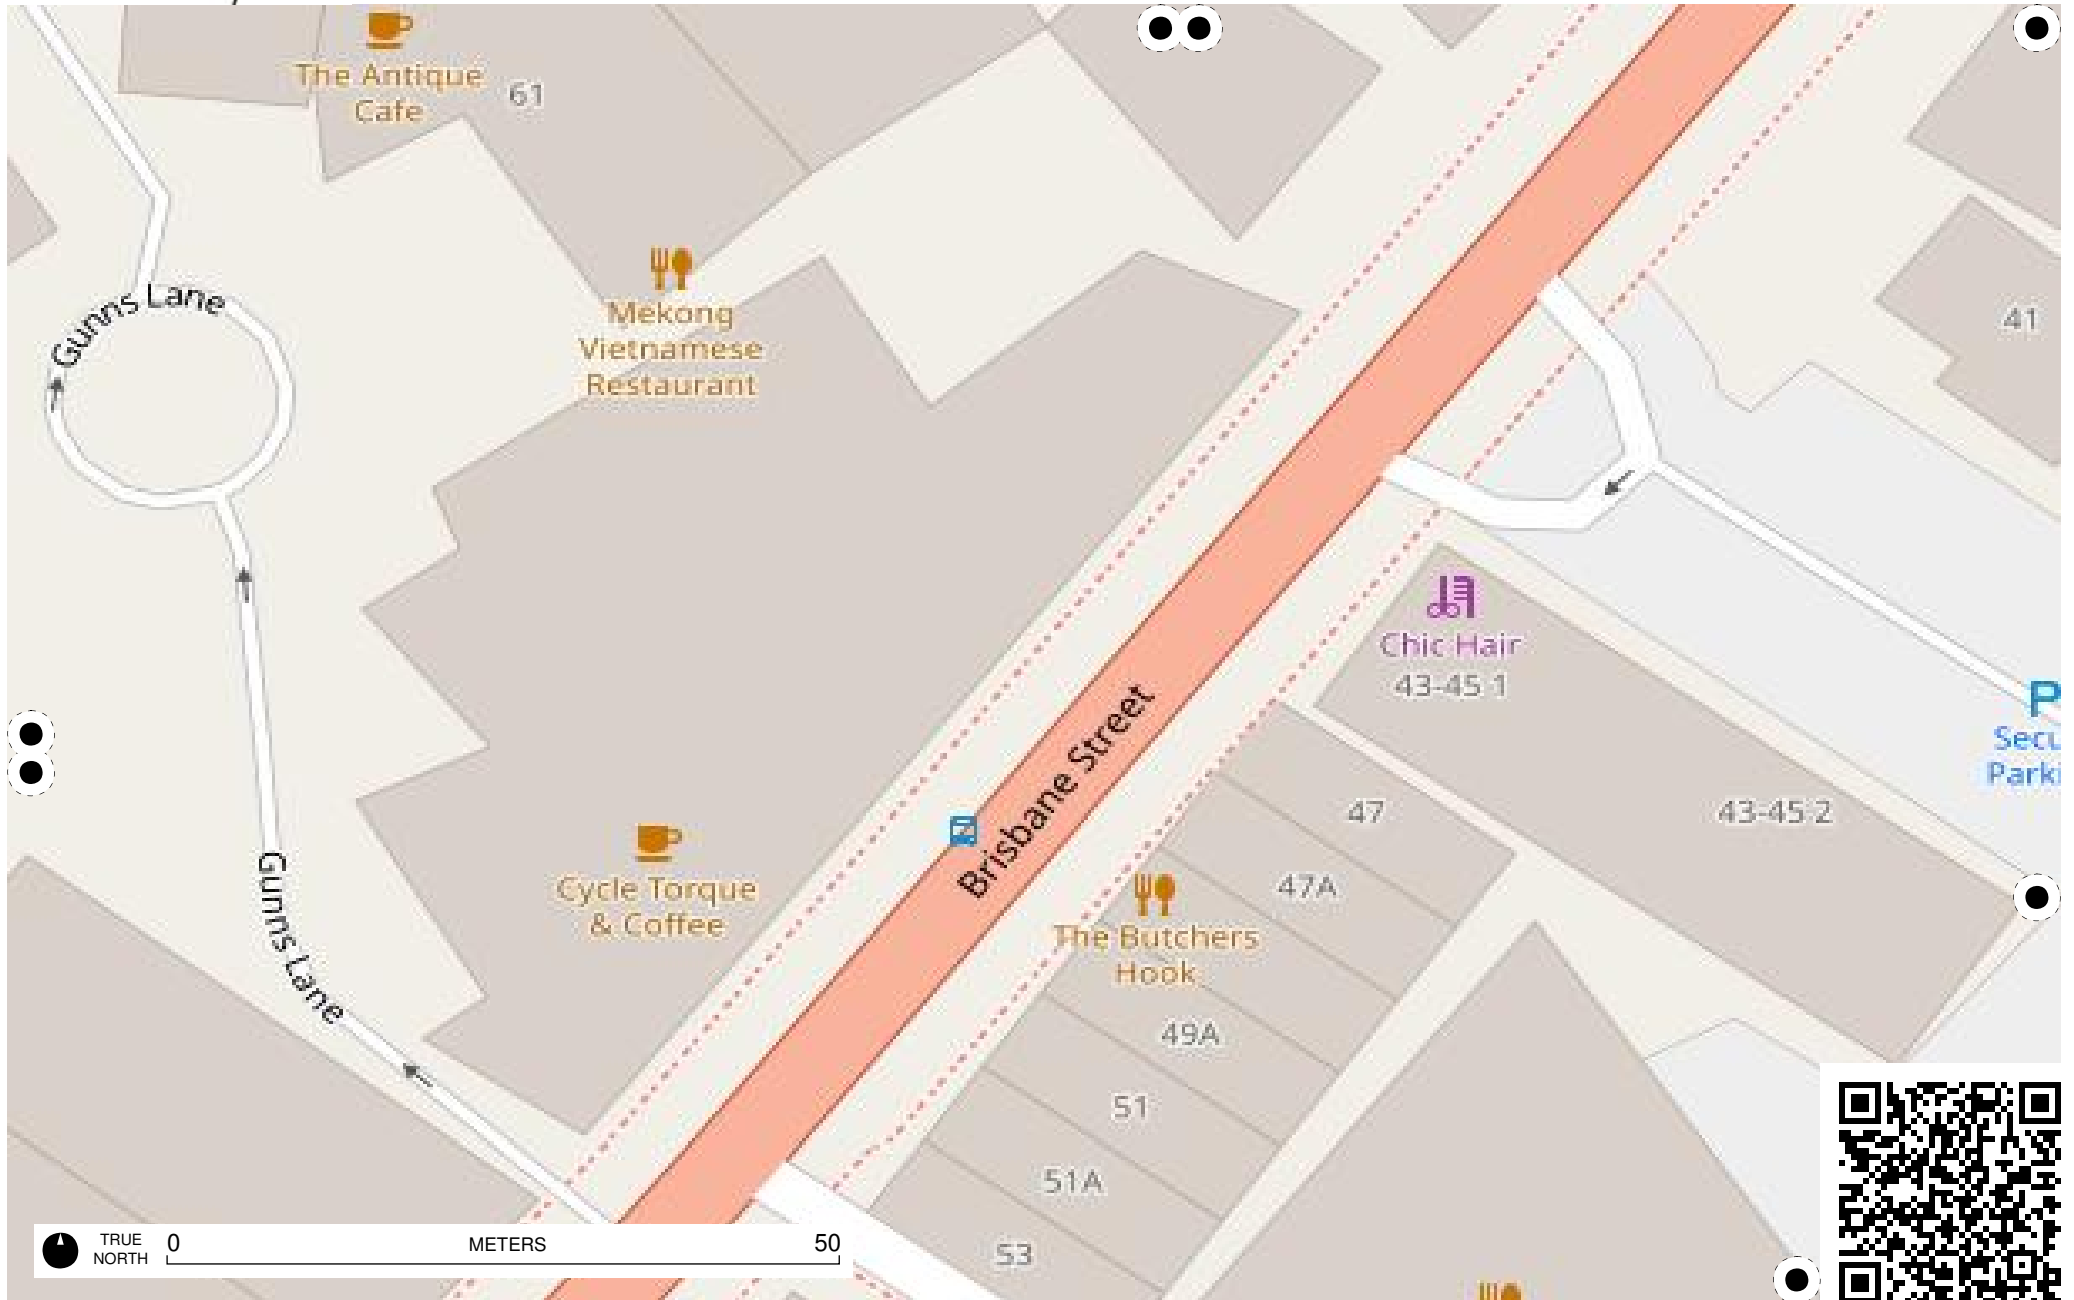 The Antique
Cafe
61
Gunns Lane
Mekong
Vietnamese
Restaurant
41
Chic Hair
43-45 1
Brisbane Street
47
43-45 2
47A
Cycle Torque
& Coffee
The Butchers
Hook
Gunns Lane
49A
51
51A
53
P
TRUE
NORTH
0
METERS
50